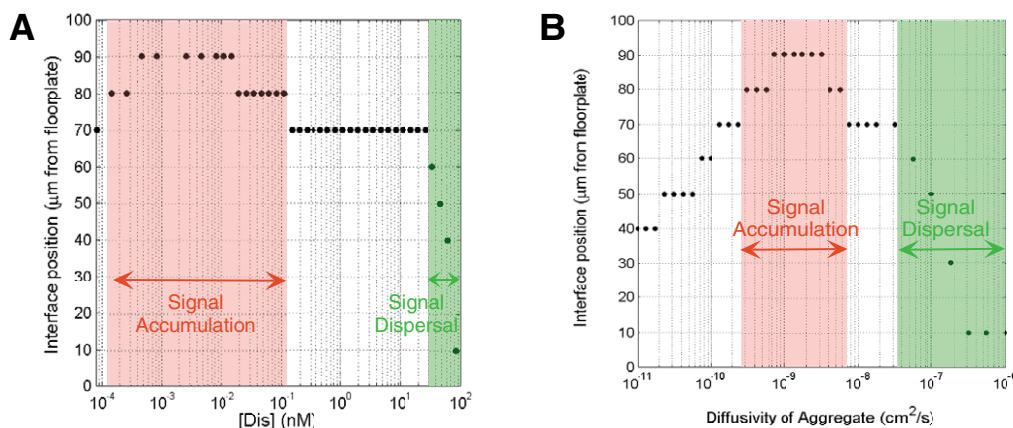 A
Interface position (µm from floorplate)
100
90
80
70
60
50
40
30
20
10
0
Signal
Accumulation
Signal
Dispersal
10-4
10-3
10-2
10-1
100
101
102
[Dis] (nM)
B
Interface position (µm from floorplate)
100
90
80
70
60
50
40
30
20
10
0
Signal
Accumulation
Signal
Dispersal
10-11
10-10
10-9
10-8
10-7
10-6
Diffusivity of Aggregate (cm2/s)